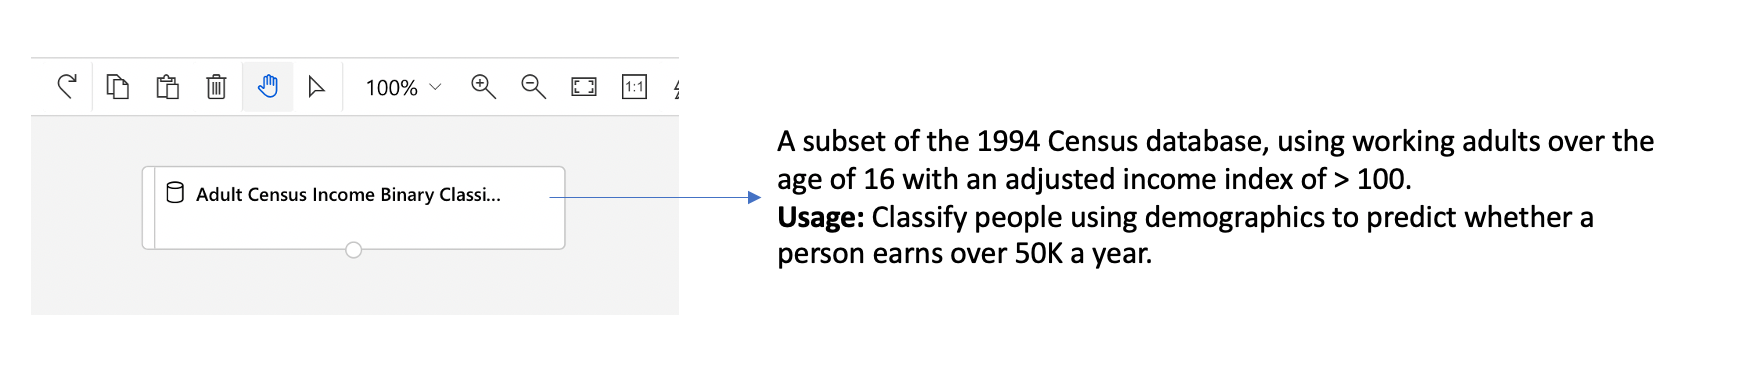 100%
1:1
Adult Census Income Binary Classi...
A subset of the 1994 Census database, using working adults over the
age of 16 with an adjusted income index of > 100.
Usage: Classify people using demographics to predict whether a
person earns over 50K a year.